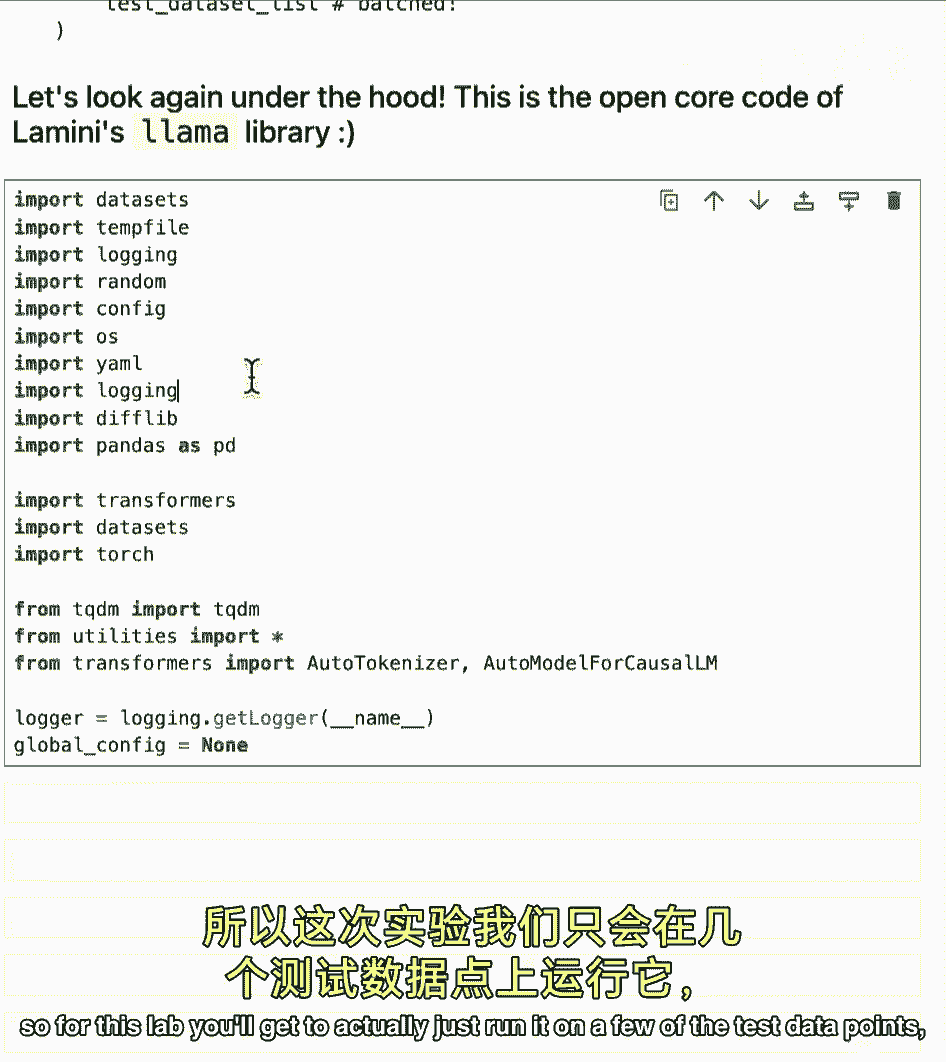 test_dataset_list # batched!
)
Let's look again under the hood! This is the open core code of
Lamini's llama library :)
import datasets
import tempfile
import logging
import random
import config
import os
import yaml
import logging
import difflib
import pandas as pd
import transformers
import datasets
import torch
from tqdm import tqdm
from utilities import *
from transformers import AutoTokenizer, AutoModelForCausalLM
logger = logging.getLogger(__name__)
global_config = None
所以这次实验我们只会在几
个测试数据点上运行它，
so for this lab you'll get to actually just run it on a few of the test data points,